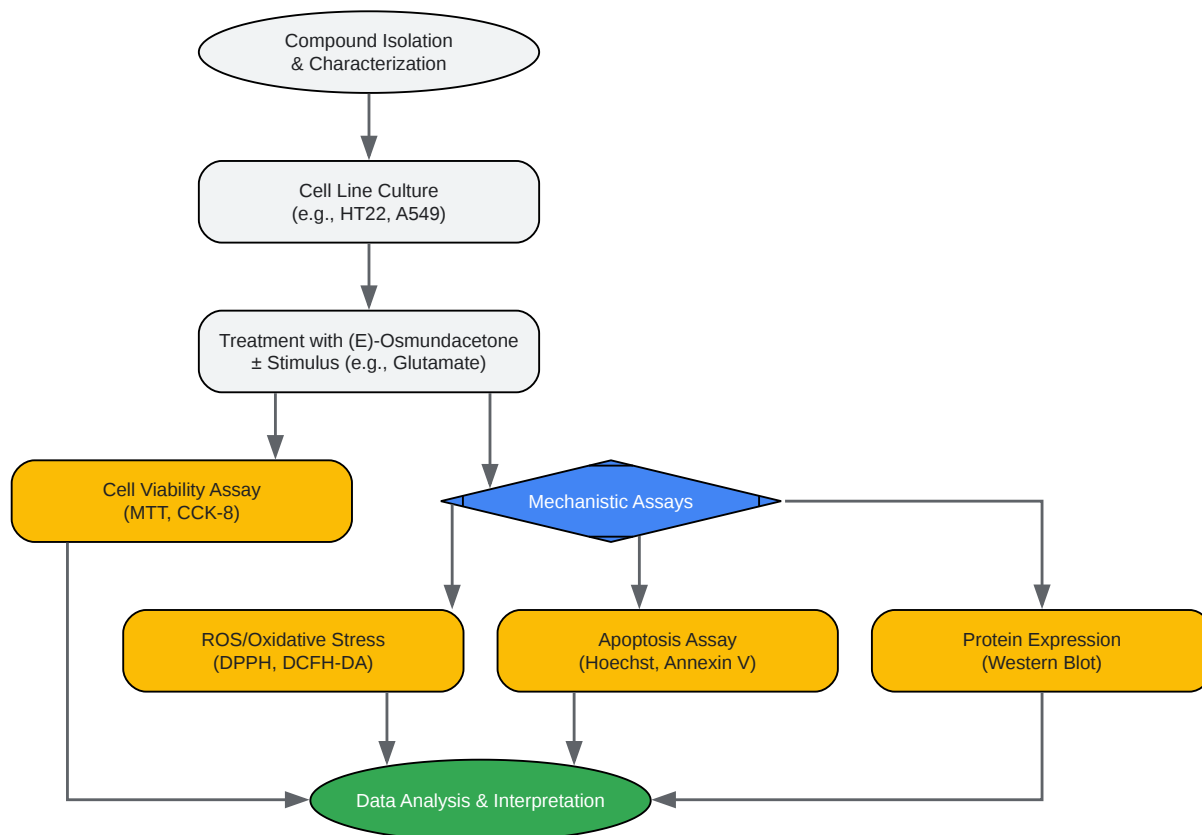 Compound Isolation
& Characterization
Cell Line Culture
(e.g., HT22, A549)
Treatment with (E)-Osmundacetone
± Stimulus (e.g., Glutamate)
Cell Viability Assay
(MTT, CCK-8)
Mechanistic Assays
ROS/Oxidative Stress
(DPPH, DCFH-DA)
Apoptosis Assay
(Hoechst, Annexin V)
Protein Expression
(Western Blot)
Data Analysis & Interpretation